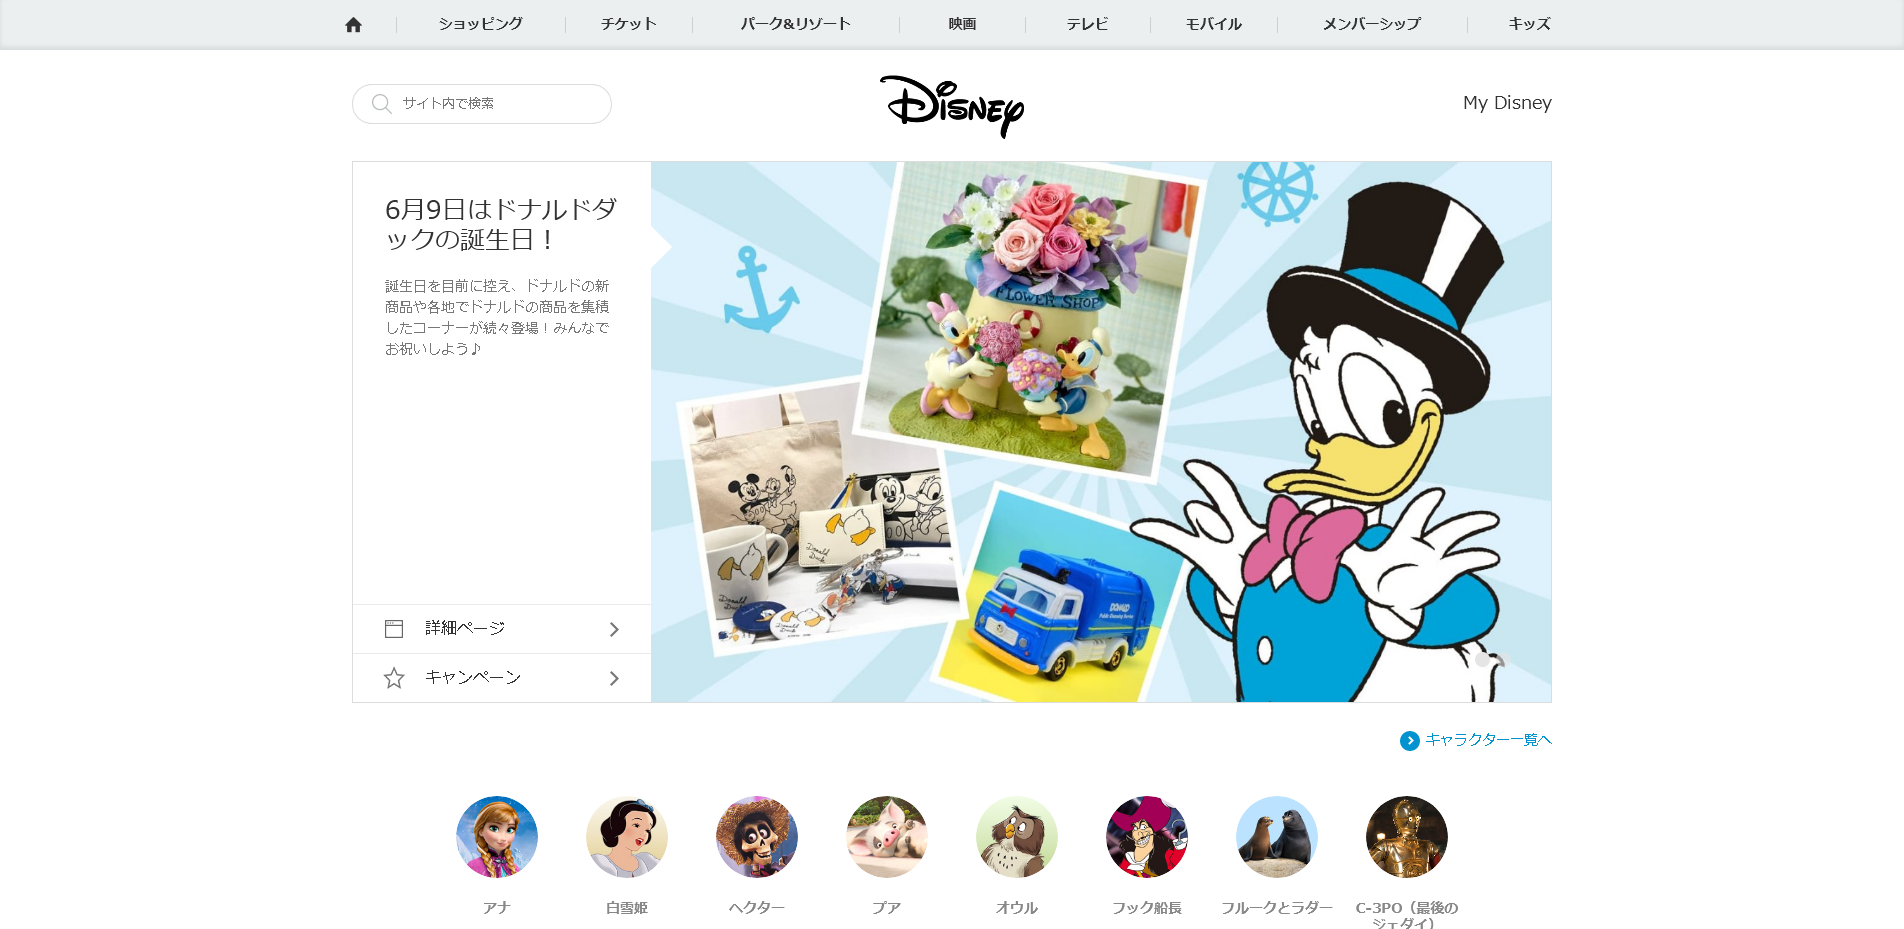 ショッピング
チケット
パーク&リゾート
映画
テレビ
モバイル
メンバーシップ
キッズ
サイト内で検索
Disney
My Disney
6月9日はドナルドダ
ックの誕生日！
誕生日を目前に控え、ドナルドの新
商品や各地でドナルドの商品を集積
したコーナーが続々登場！みんなで
お祝いしよう♪
FLOWER SHOP
Donald
Duck
Donald
Duck
DONALD
詳細ページ
キャンペーン
キャラクター一覧へ
アナ
白雪姫
ヘクター
プア
オウル
フック船長
フルークとラダー
C-3PO（最後の
ジェダイ）